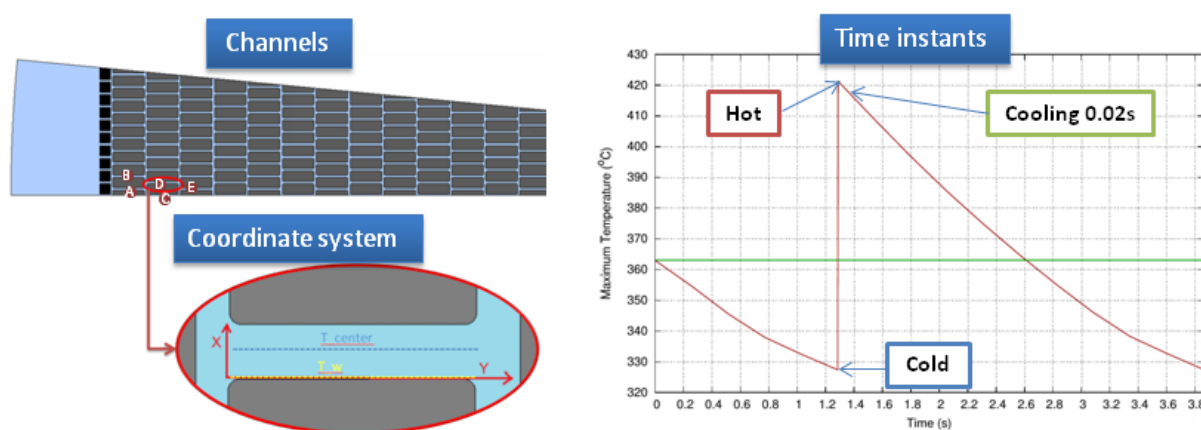 Channels
B
D
E
A
C
Coordinate system
X
T_center
T_w
Y
Time instants
Hot
Cooling 0.02s
Cold
Maximum Temperature (⁰C)
430
420
410
400
390
380
370
360
350
340
330
320
0 0.2 0.4 0.6 0.8 1 1.2 1.4 1.6 1.8 2 2.2 2.4 2.6 2.8 3 3.2 3.4 3.6 3.8
Time (s)